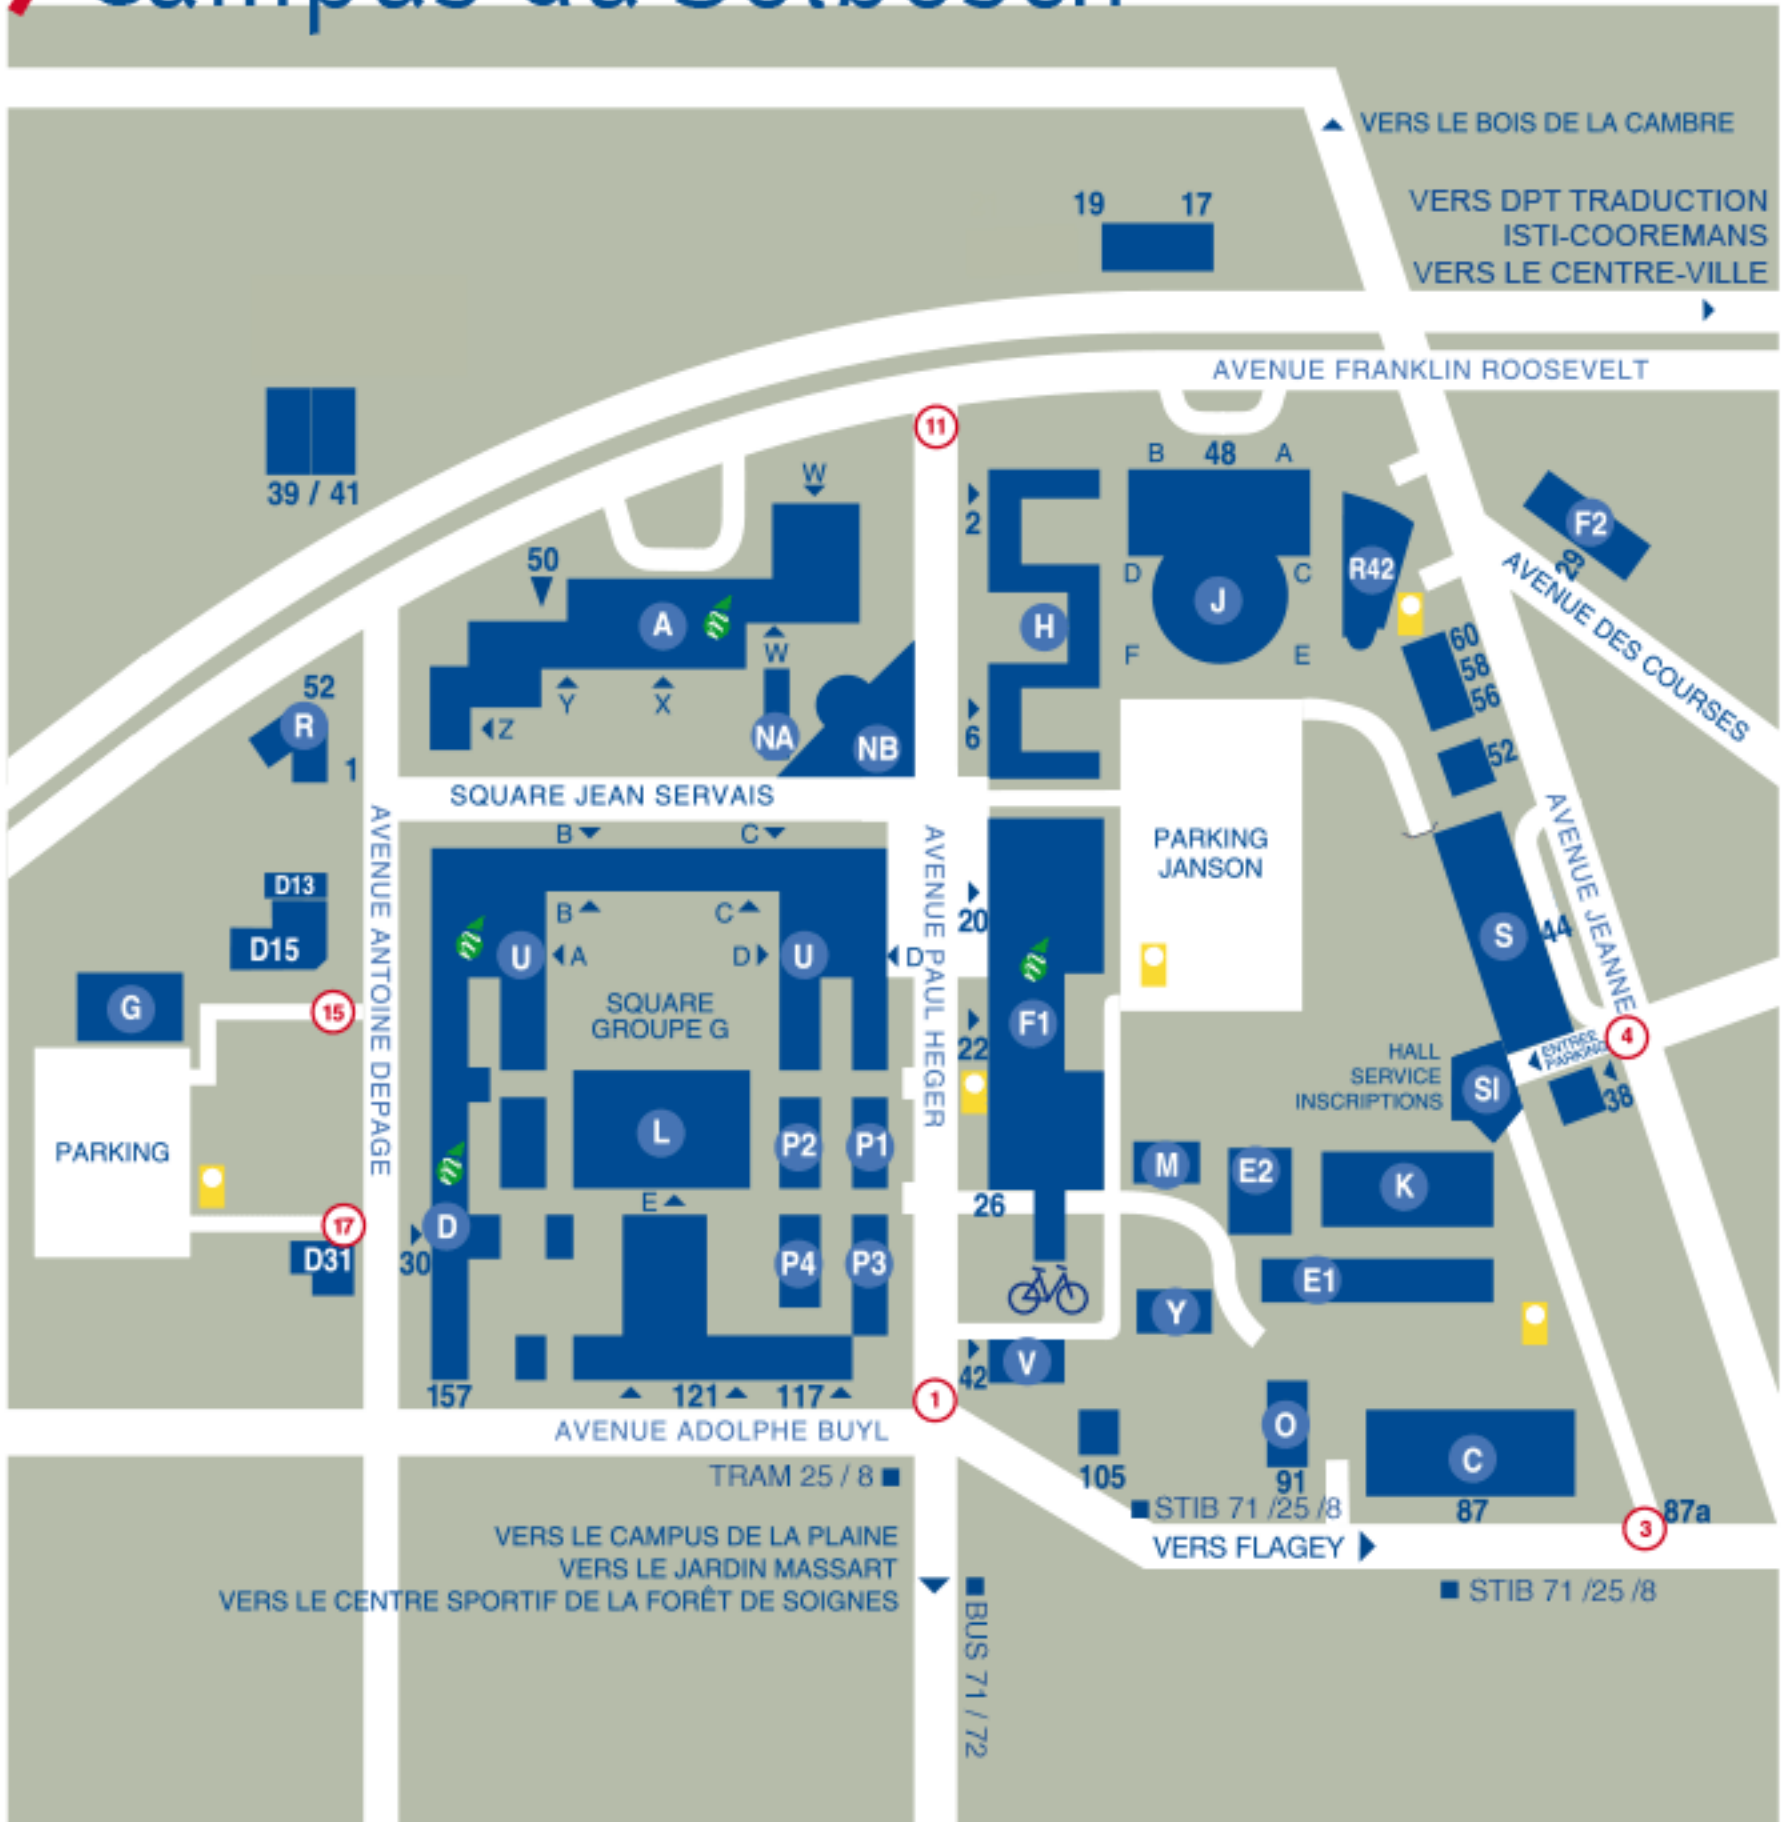 Campus du Solbosch
VERS LE BOIS DE LA CAMBRE
VERS DPT TRADUCTION
ISTI-COOREMANS
VERS LE CENTRE-VILLE
19 17
AVENUE FRANKLIN ROOSEVELT
11
39 / 41
B 48 A
W
2
F2
29
50
D C
R42
J
AVENUE DES COURSES
A
H
W
F E
60
58
56
52
R
1
Y X
Z
NA
NB
6
52
SQUARE JEAN SERVAIS
AVENUE ANTOINE DEPAGE
AVENUE PAUL HEGER
AVENUE JEANNE
B C
PARKING
JANSON
D13
D15
B C
20
U A D U D
S
44
G
15
SQUARE
GROUPE G
F1
22
4
ENTREE
PARKING
HALL
SERVICE
INSCRIPTIONS
SI
38
PARKING
L
P2 P1
M
E2
K
E
26
17
D
D31
30
P4 P3
E1
Y
V
42
157 121 117
1
AVENUE ADOLPHE BUYL
O
C
TRAM 25 / 8
105
91
STIB 71 /25 /8
87
87a
3
VERS FLAGEY
VERS LE CAMPUS DE LA PLAINE
VERS LE JARDIN MASSART
VERS LE CENTRE SPORTIF DE LA FORÊT DE SOIGNES
STIB 71 /25 /8
BUS 71 / 72